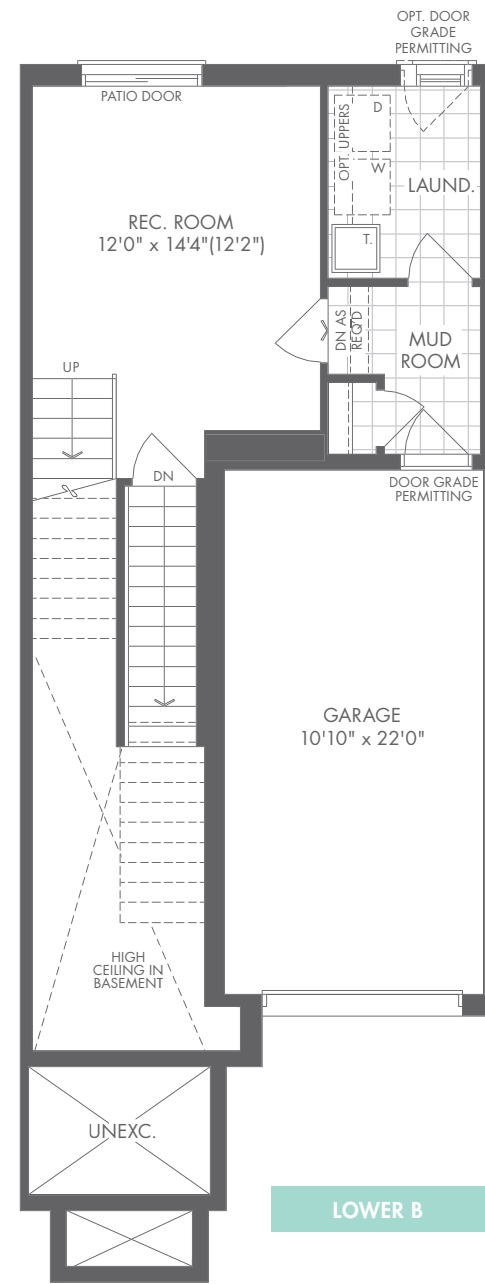 OPT. DOOR
GRADE
PERMITTING
PATIO DOOR
OPT. UPPERS
D
W
LAUND.
T.
REC. ROOM
12'0" x 14'4"(12'2")
DN AS
REQ'D
MUD
ROOM
UP
DN
DOOR GRADE
PERMITTING
GARAGE
10'10" x 22'0"
HIGH
CEILING IN
BASEMENT
UNEXC.
LOWER B